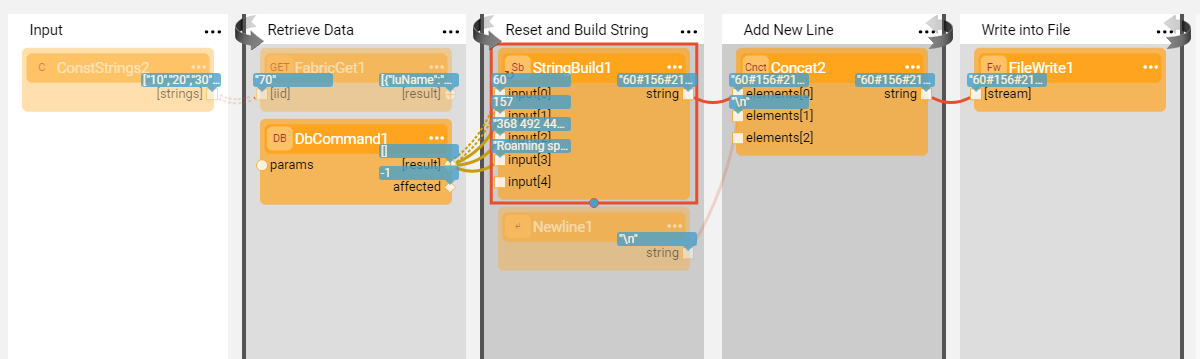 Input
...
C
ConstStrings2
...
["10","20","30"...
[strings]
Retrieve Data
...
GET
FabricGet1
...
"70"
[{"luName":"...
[iid]
[result]
DB
DbCommand1
...
[]
params
[result]
-1
affected
Reset and Build String
...
Sb
StringBuild1
...
60
"60#156#21...
input[0]
string
157
input[1]
"368 492 44...
input[2]
"Roaming sp...
input[3]
input[4]
Newline1
...
"\n"
string
Add New Line
...
Cnct
Concat2
...
"60#156#21...
"60#156#21...
elements[0]
string
"\n"
elements[1]
elements[2]
Write into File
...
Fw
FileWrite1
...
"60#156#21...
[stream]